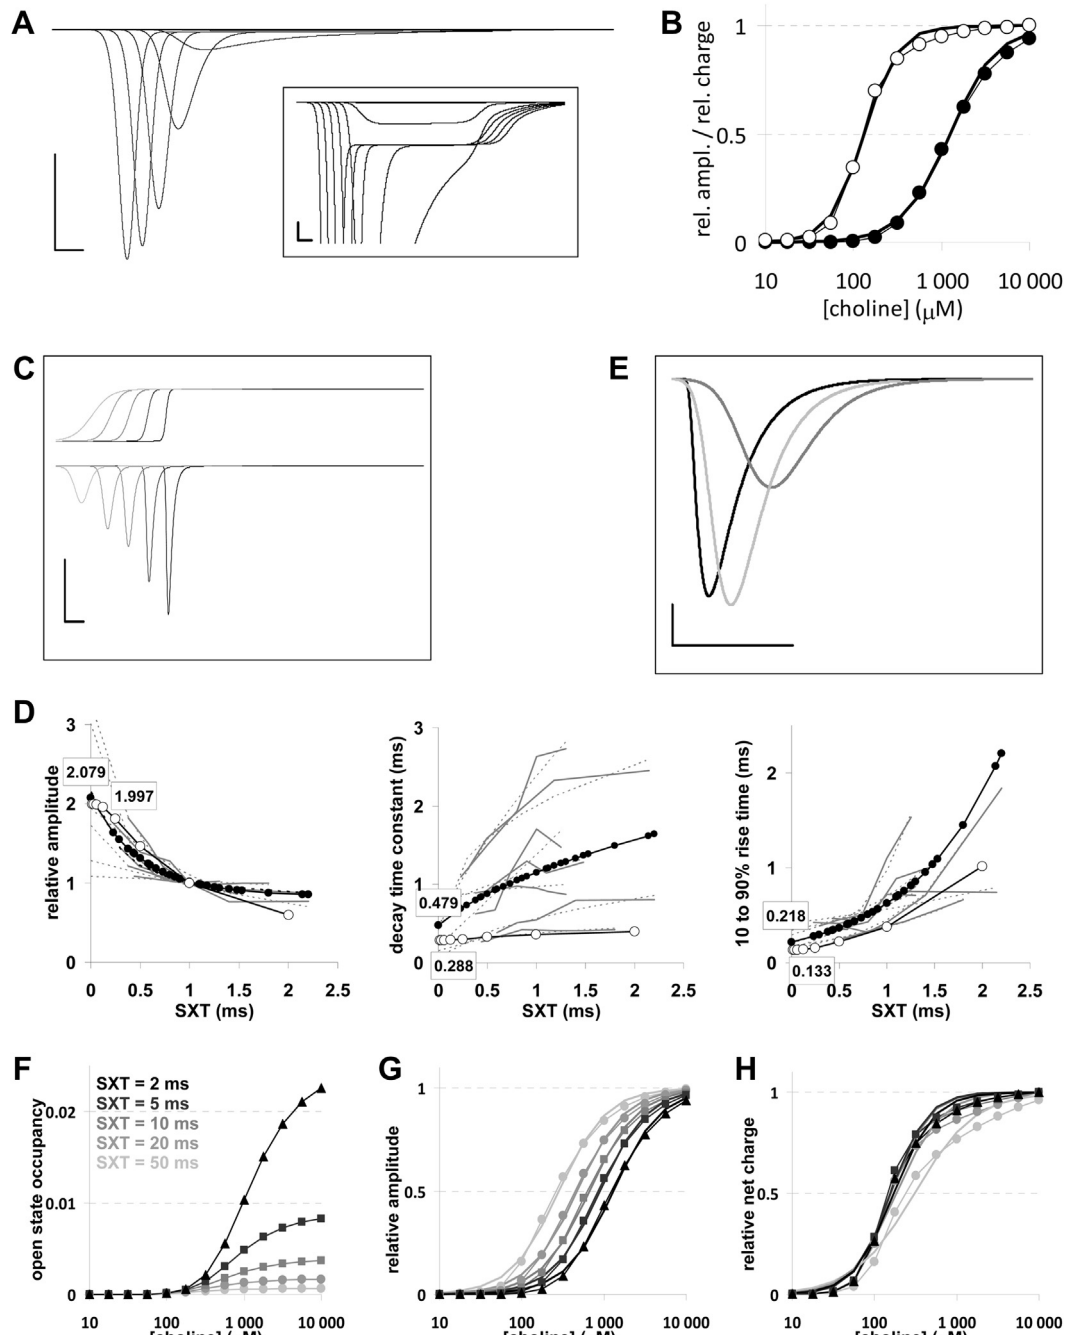 A
B
rel. ampl. / rel. charge
1
0.5
0
10
100
1 000
10 000
[choline] (μM)
C
E
D
relative amplitude
3
2
1
0
2.079
1.997
0
0.5
1
1.5
2
2.5
SXT (ms)
decay time constant (ms)
3
2
1
0
0.479
0.288
0
0.5
1
1.5
2
2.5
SXT (ms)
10 to 90% rise time (ms)
2
1
0
0.218
0.133
0
0.5
1
1.5
2
2.5
SXT (ms)
F
SXT = 2 ms
SXT = 5 ms
SXT = 10 ms
SXT = 20 ms
SXT = 50 ms
open state occupancy
0.02
0.01
0
10
100
1 000
10 000
[choline] (μM)
G
relative amplitude
1
0.5
0
10
100
1 000
10 000
[choline] (μM)
H
relative net charge
1
0.5
0
10
100
1 000
10 000
[choline] (μM)